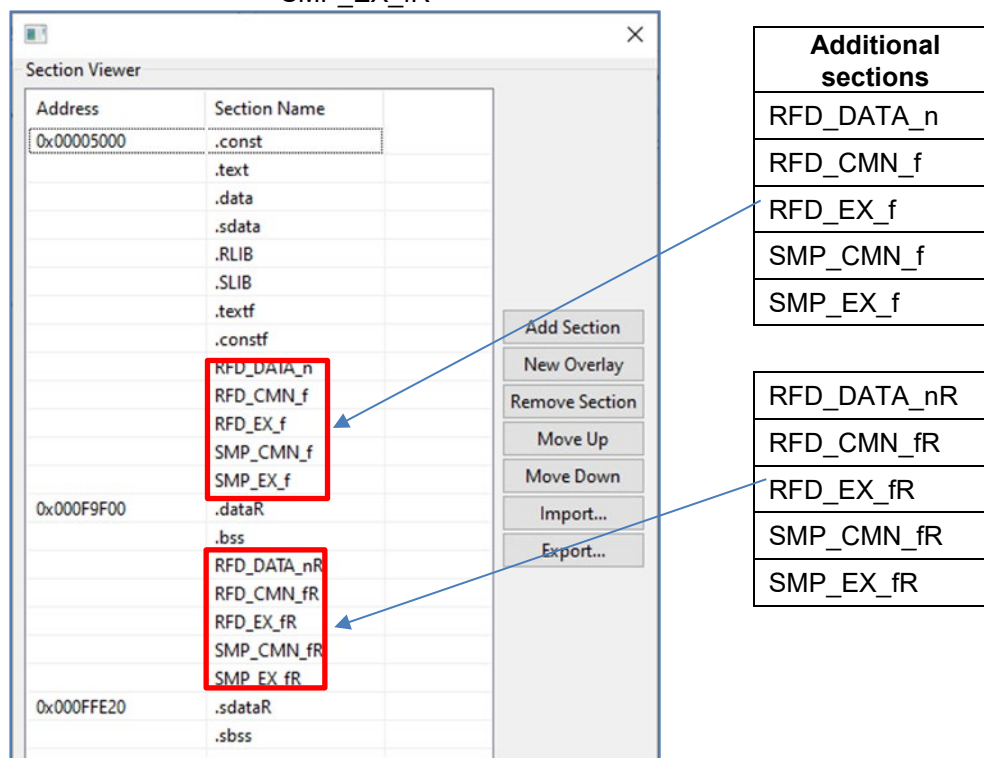 SMP_EX_fR
Section Viewer
Address Section Name
0x00005000 .const
.text
.data
.sdata
.RLIB
.SLIB
.textf
.constf
RFD_DATA_n
RFD_CMN_f
RFD_EX_f
SMP_CMN_f
SMP_EX_f
0x000F9F00 .dataR
.bss
RFD_DATA_nR
RFD_CMN_fR
RFD_EX_fR
SMP_CMN_fR
SMP_EX_fR
0x000FFE20 .sdataR
.sbss
Add Section
New Overlay
Remove Section
Move Up
Move Down
Import...
Export...
Additional
sections
RFD_DATA_n
RFD_CMN_f
RFD_EX_f
SMP_CMN_f
SMP_EX_f
RFD_DATA_nR
RFD_CMN_fR
RFD_EX_fR
SMP_CMN_fR
SMP_EX_fR